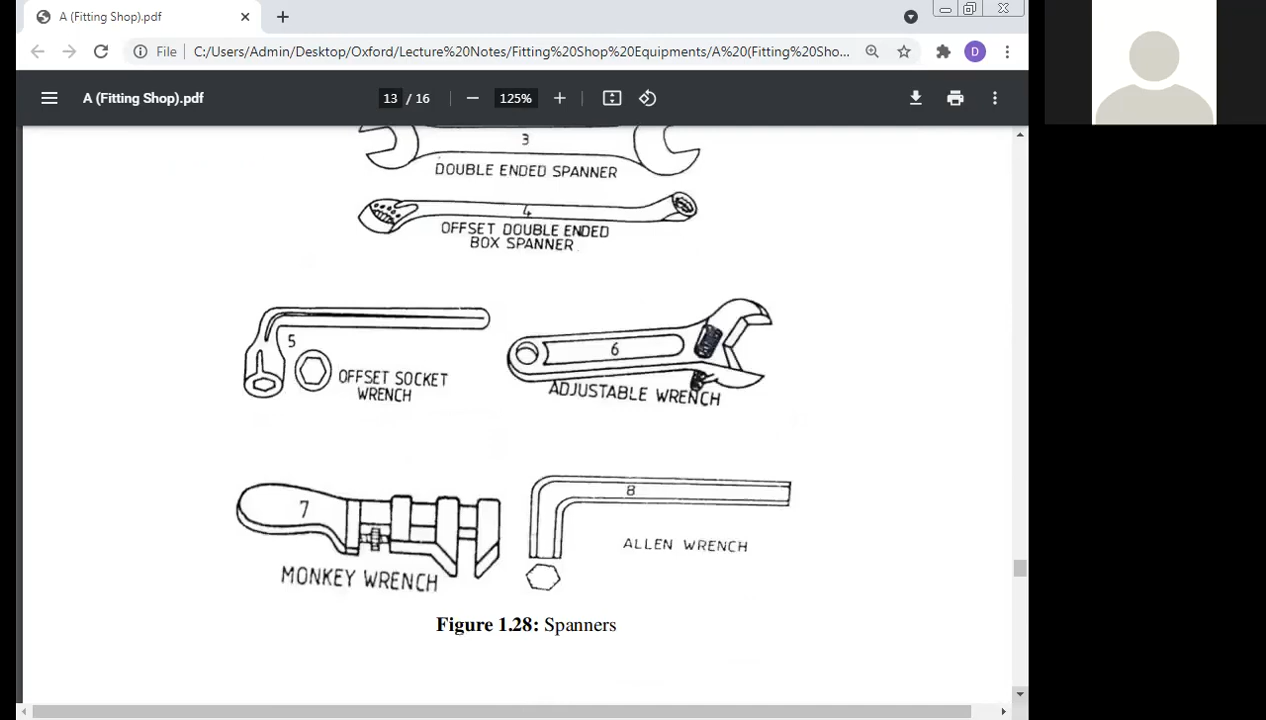 A (Fitting Shop).pdf
File C:/Users/Admin/Desktop/Oxford/Lecture%20Notes/Fitting%20Shop%20Equipments/A%20(Fitting%20Sho... D
A (Fitting Shop).pdf 13 / 16 125%
3
DOUBLE ENDED SPANNER
4
OFFSET DOUBLE ENDED
BOX SPANNER
5
OFFSET SOCKET
WRENCH
6
ADJUSTABLE WRENCH
7
MONKEY WRENCH
8
ALLEN WRENCH
Figure 1.28: Spanners